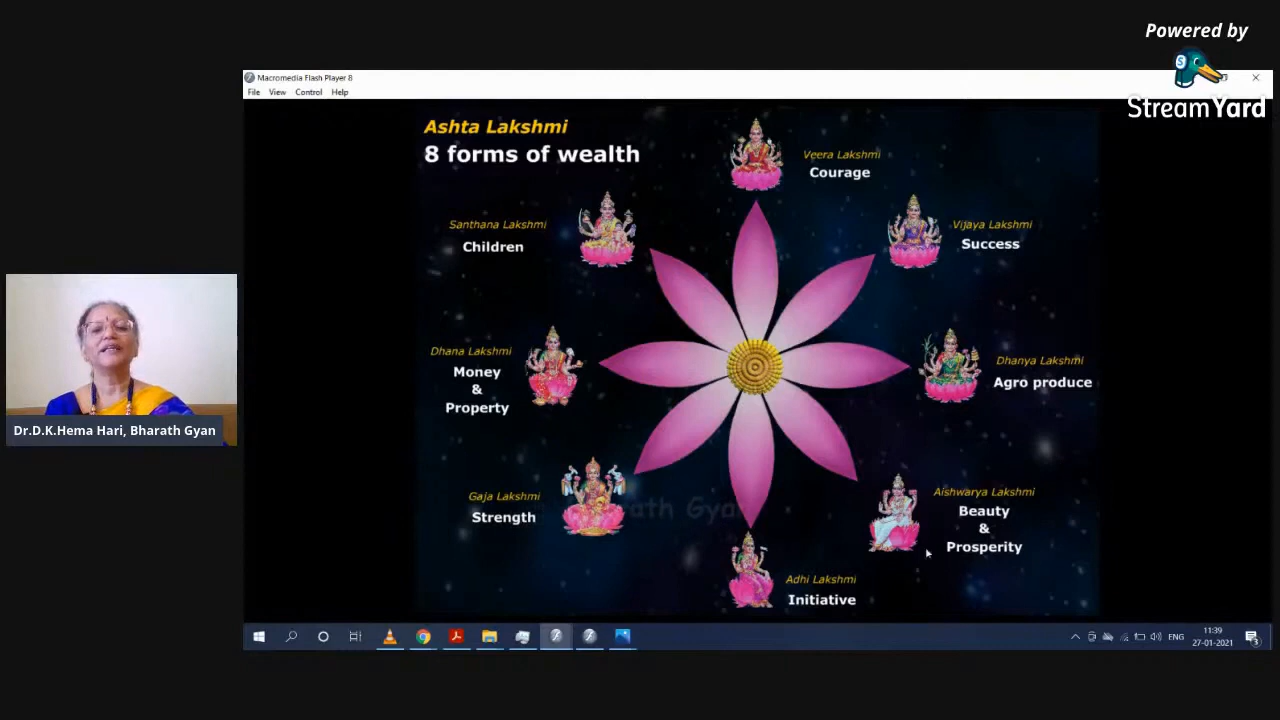 Powered by
StreamYard
Macromedia Flash Player 8
File View Control Help
Ashta Lakshmi
8 forms of wealth
Veera Lakshmi
Courage
Santhana Lakshmi
Children
Vijaya Lakshmi
Success
Dhana Lakshmi
Money
&
Property
Dhanya Lakshmi
Agro produce
Gaja Lakshmi
Strength
Aishwarya Lakshmi
Beauty
&
Prosperity
Adhi Lakshmi
Initiative
Dr.D.K.Hema Hari, Bharath Gyan
ENG
11:39
27-01-2021